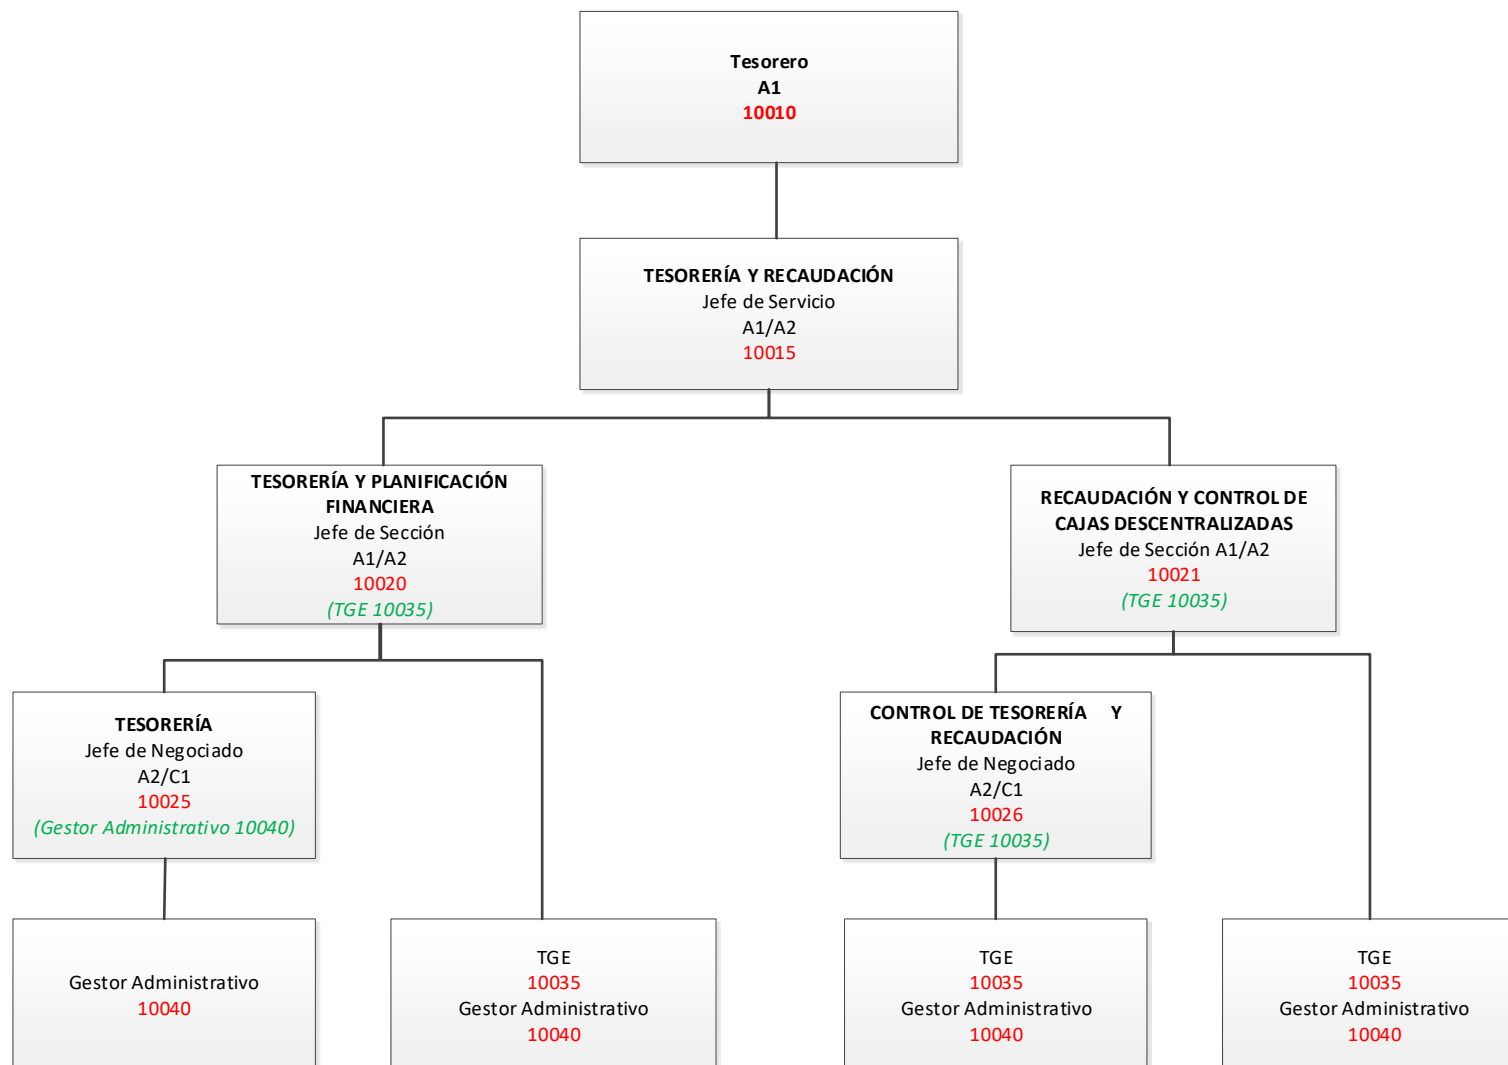 Tesorero
A1
10010
TESORERÍA Y RECAUDACIÓN
Jefe de Servicio
A1/A2
10015
TESORERÍA Y PLANIFICACIÓN
FINANCIERA
Jefe de Sección
A1/A2
10020
(TGE 10035)
RECAUDACIÓN Y CONTROL DE
CAJAS DESCENTRALIZADAS
Jefe de Sección A1/A2
10021
(TGE 10035)
TESORERÍA
Jefe de Negociado
A2/C1
10025
(Gestor Administrativo 10040)
CONTROL DE TESORERÍA Y
RECAUDACIÓN
Jefe de Negociado
A2/C1
10026
(TGE 10035)
Gestor Administrativo
10040
TGE
10035
Gestor Administrativo
10040
TGE
10035
Gestor Administrativo
10040
TGE
10035
Gestor Administrativo
10040